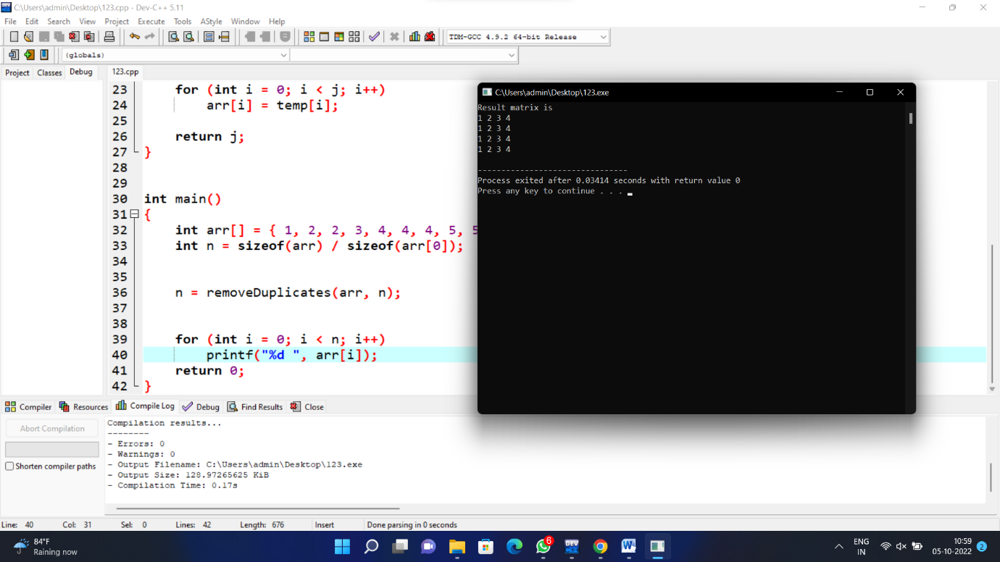 C:\Users\admin\Desktop\123.cpp - Dev-C++ 5.11
File Edit Search View Project Execute Tools AStyle Window Help
TDM-GCC 4.9.2 64-bit Release
(globals)
Project Classes Debug
123.cpp
23 for (int i = 0; i < j; i++)
24 arr[i] = temp[i];
25
26 return j;
27 }
28
29
30 int main()
31 {
32 int arr[] = { 1, 2, 2, 3, 4, 4, 4, 5, 5
33 int n = sizeof(arr) / sizeof(arr[0]);
34
35
36 n = removeDuplicates(arr, n);
37
38
39 for (int i = 0; i < n; i++)
40 printf("%d ", arr[i]);
41 return 0;
42 }
C:\Users\admin\Desktop\123.exe
Result matrix is
1 2 3 4
1 2 3 4
1 2 3 4
1 2 3 4
--------------------------------
Process exited after 0.03414 seconds with return value 0
Press any key to continue . . .
Compiler Resources Compile Log Debug Find Results Close
Abort Compilation
Shorten compiler paths
Compilation results...
--------
- Errors: 0
- Warnings: 0
- Output Filename: C:\Users\admin\Desktop\123.exe
- Output Size: 128.97265625 KiB
- Compilation Time: 0.17s
Line: 40 Col: 31 Sel: 0 Lines: 42 Length: 676 Insert Done parsing in 0 seconds
84°F
Raining now
6
DEV
W
ENG
IN
10:59
05-10-2022
2